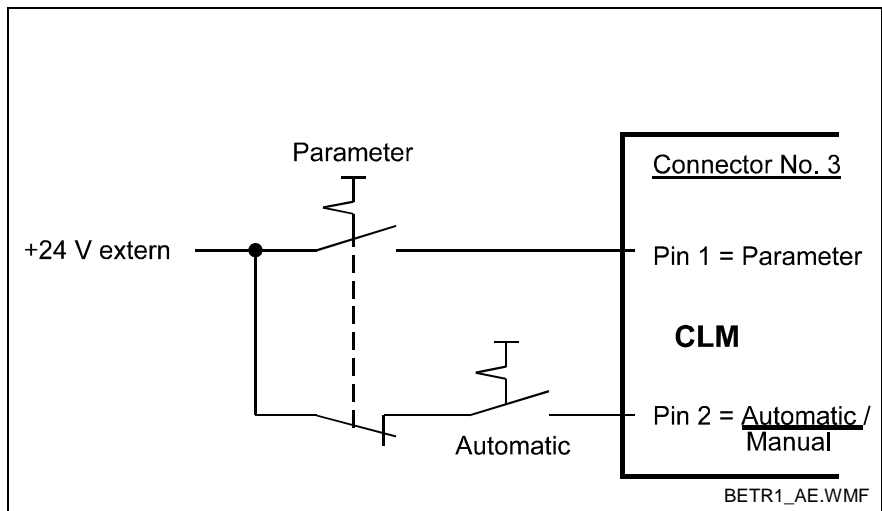 Parameter
Connector No. 3
+24 V extern
Pin 1 = Parameter
CLM
Pin 2 = Automatic /
Manual
Automatic
BETR1_AE.WMF